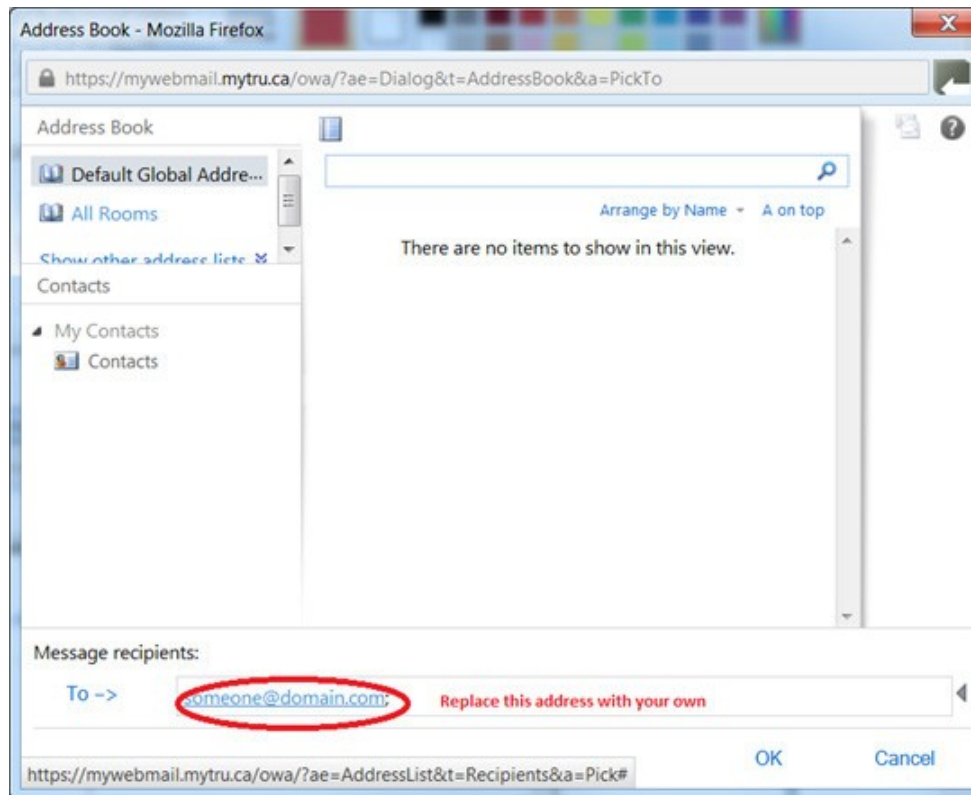 Address Book - Mozilla Firefox
https://mywebmail.mytru.ca/owa/?ae=Dialog&t=AddressBook&a=PickTo
Address Book
Default Global Addre...
All Rooms
Show other address lists
Contacts
My Contacts
Contacts
Arrange by Name
A on top
There are no items to show in this view.
Message recipients:
To ->
someone@domain.com;
Replace this address with your own
OK
Cancel
https://mywebmail.mytru.ca/owa/?ae=AddressList&t=Recipients&a=Pick#